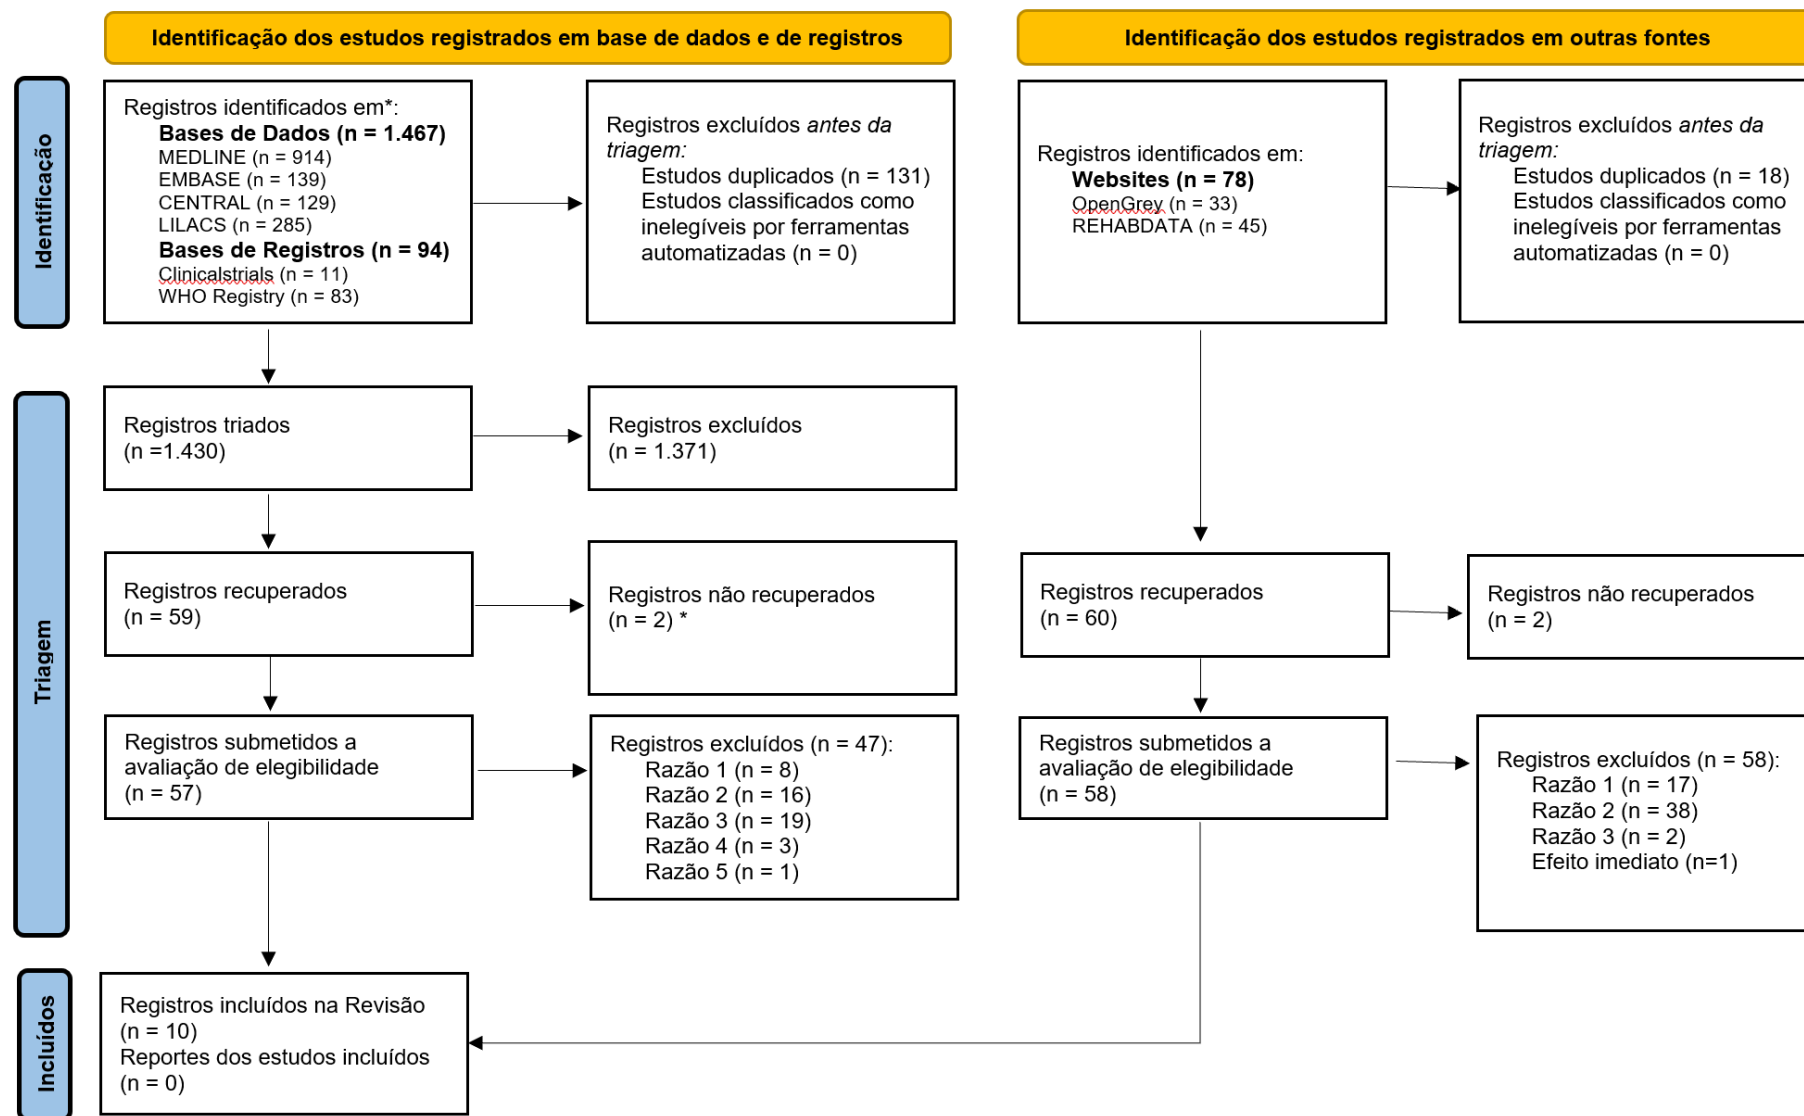 Identificação dos estudos registrados em base de dados e de registros
Identificação dos estudos registrados em outras fontes
Identificação
Registros identificados em*:
Bases de Dados (n = 1.467)
MEDLINE (n = 914)
EMBASE (n = 139)
CENTRAL (n = 129)
LILACS (n = 285)
Bases de Registros (n = 94)
Clinicalstrials (n = 11)
WHO Registry (n = 83)
Registros excluídos antes da
triagem:
Estudos duplicados (n = 131)
Estudos classificados como
inelegíveis por ferramentas
automatizadas (n = 0)
Registros identificados em:
Websites (n = 78)
OpenGrey (n = 33)
REHABDATA (n = 45)
Registros excluídos antes da
triagem:
Estudos duplicados (n = 18)
Estudos classificados como
inelegíveis por ferramentas
automatizadas (n = 0)
Triagem
Registros triados
(n =1.430)
Registros excluídos
(n = 1.371)
Registros recuperados
(n = 59)
Registros não recuperados
(n = 2) *
Registros recuperados
(n = 60)
Registros não recuperados
(n = 2)
Registros submetidos a
avaliação de elegibilidade
(n = 57)
Registros excluídos (n = 47):
Razão 1 (n = 8)
Razão 2 (n = 16)
Razão 3 (n = 19)
Razão 4 (n = 3)
Razão 5 (n = 1)
Registros submetidos a
avaliação de elegibilidade
(n = 58)
Registros excluídos (n = 58):
Razão 1 (n = 17)
Razão 2 (n = 38)
Razão 3 (n = 2)
Efeito imediato (n=1)
Incluídos
Registros incluídos na Revisão
(n = 10)
Reportes dos estudos incluídos
(n = 0)